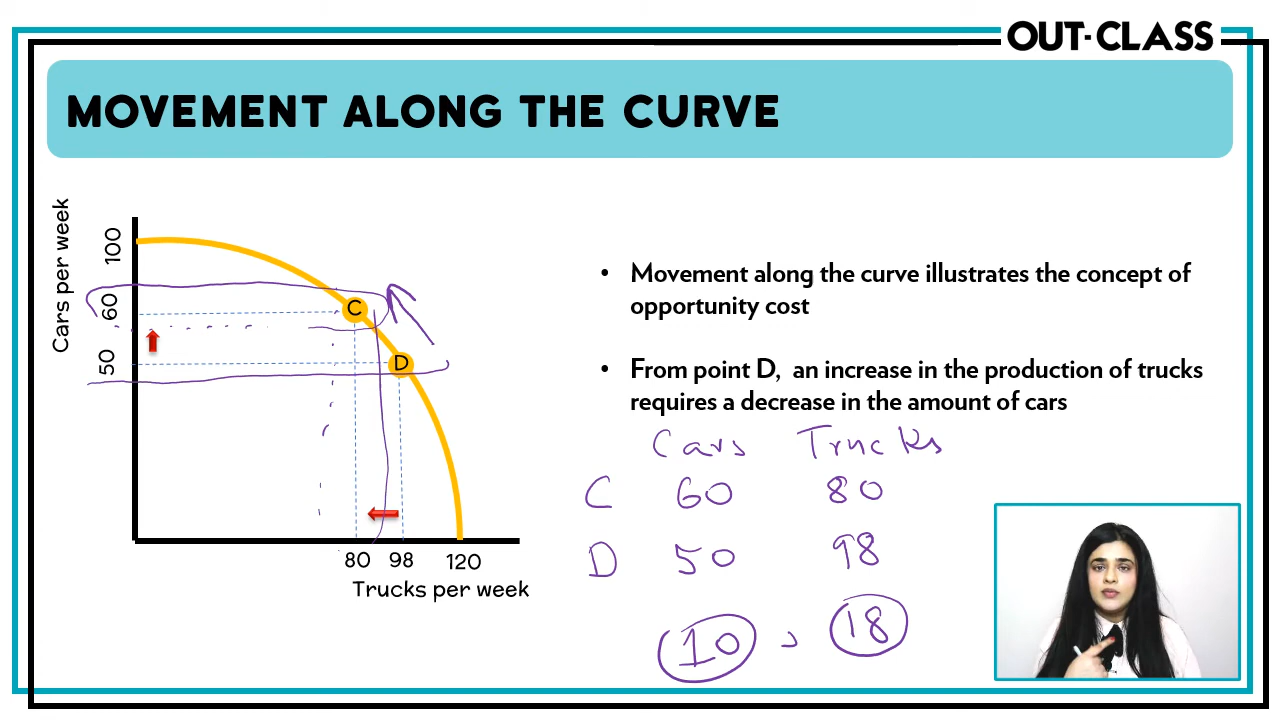 OUT-CLASS
MOVEMENT ALONG THE CURVE
Cars per week
100
60
50
C
D
80 98 120
Trucks per week
• Movement along the curve illustrates the concept of
opportunity cost
• From point D, an increase in the production of trucks
requires a decrease in the amount of cars
Cars Trucks
C 60 80
D 50 98
10 , 18